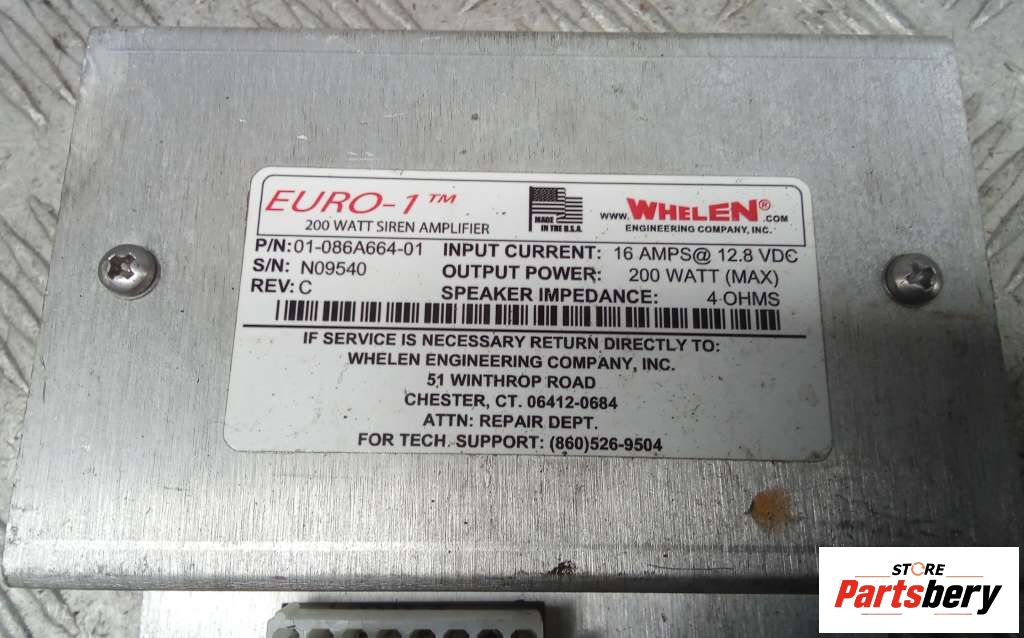 EURO-1™
200 WATT SIREN AMPLIFIER
MADE
IN THE U.S.A.
www.WHELEN®.COM
ENGINEERING COMPANY, INC.
P/N: 01-086A664-01
S/N: N09540
REV: C
INPUT CURRENT: 16 AMPS@ 12.8 VDC
OUTPUT POWER: 200 WATT (MAX)
SPEAKER IMPEDANCE: 4 OHMS
IF SERVICE IS NECESSARY RETURN DIRECTLY TO:
WHELEN ENGINEERING COMPANY, INC.
51 WINTHROP ROAD
CHESTER, CT. 06412-0684
ATTN: REPAIR DEPT.
FOR TECH. SUPPORT: (860)526-9504
STORE
Partsbery